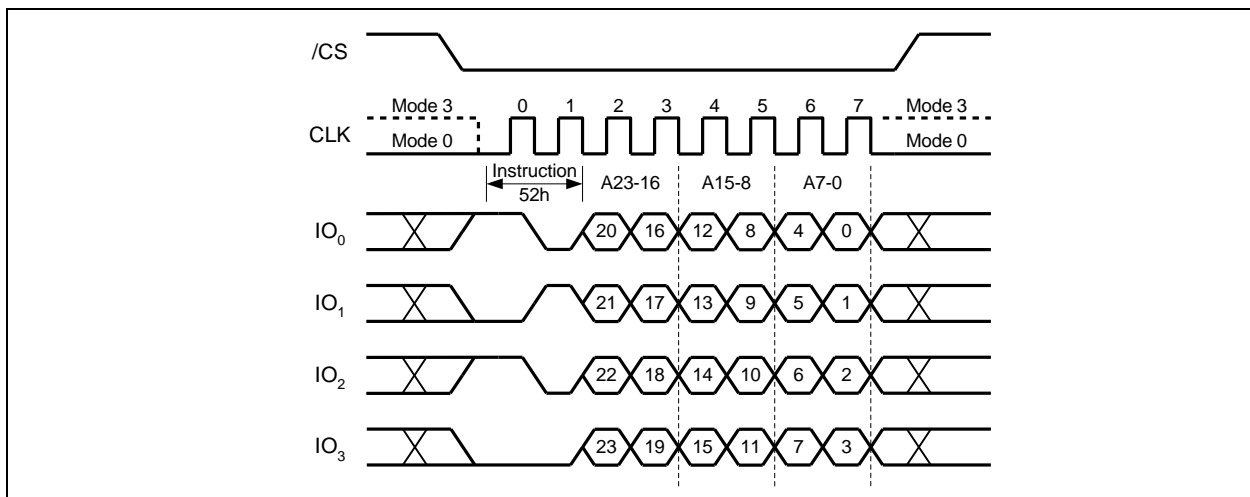 /CS
Mode 3 0 1 2 3 4 5 6 7 Mode 3
CLK
Mode 0 Mode 0
Instruction
52h A23-16 A15-8 A7-0
IO0 20 16 12 8 4 0
IO1 21 17 13 9 5 1
IO2 22 18 14 10 6 2
IO3 23 19 15 11 7 3